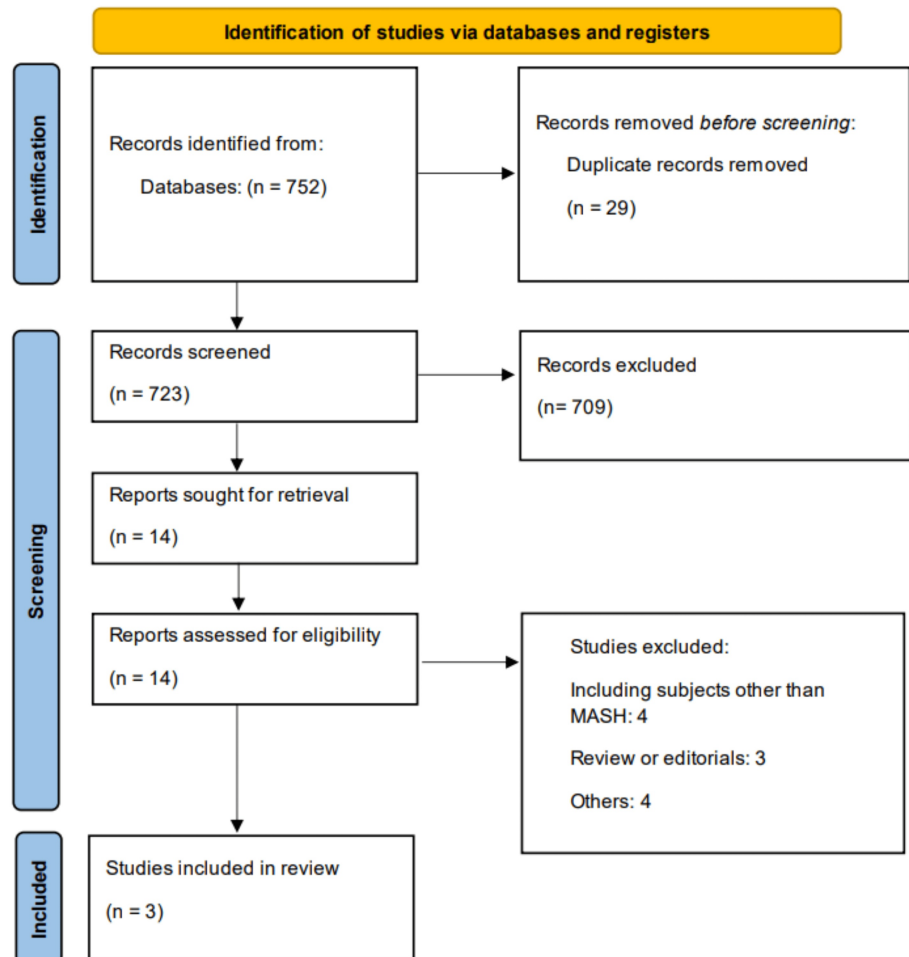 Identification of studies via databases and registers
Identification
Records identified from:
Databases: (n = 752)
Records removed before screening:
Duplicate records removed
(n = 29)
Screening
Records screened
(n = 723)
Records excluded
(n= 709)
Reports sought for retrieval
(n = 14)
Reports assessed for eligibility
(n = 14)
Studies excluded:
Including subjects other than
MASH: 4
Review or editorials: 3
Others: 4
Included
Studies included in review
(n = 3)